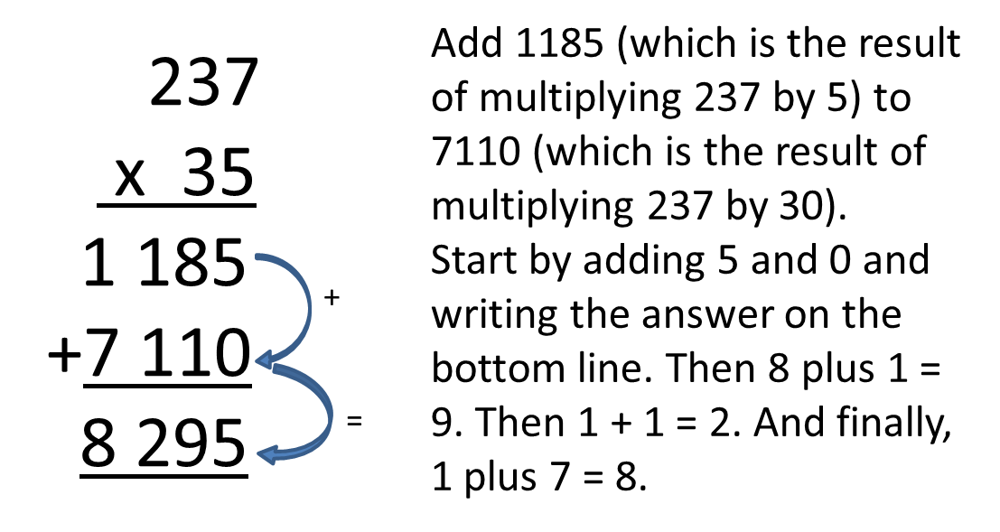 237
x 35
1 185
+
+7 110
=
8 295
Add 1185 (which is the result
of multiplying 237 by 5) to
7110 (which is the result of
multiplying 237 by 30).
Start by adding 5 and 0 and
writing the answer on the
bottom line. Then 8 plus 1 =
9. Then 1 + 1 = 2. And finally,
1 plus 7 = 8.